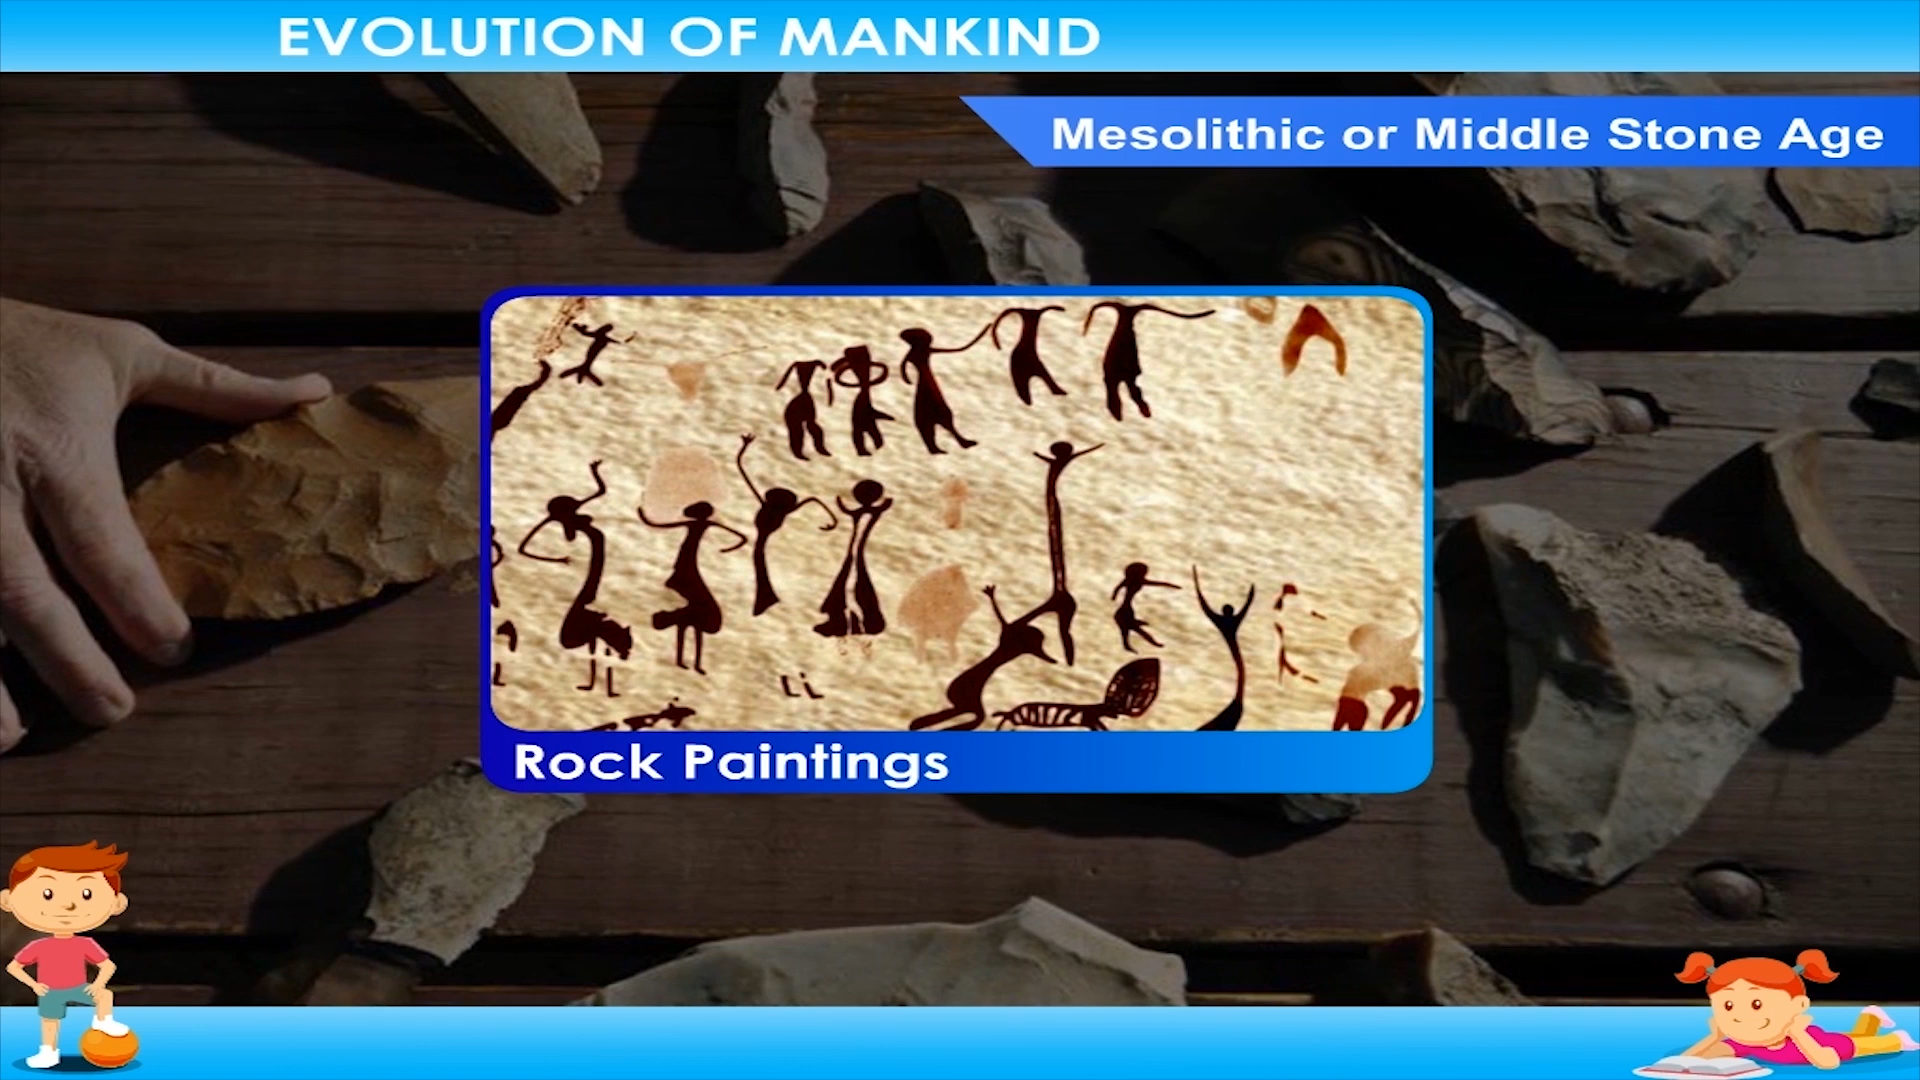 EVOLUTION OF MANKIND
Mesolithic or Middle Stone Age
Rock Paintings